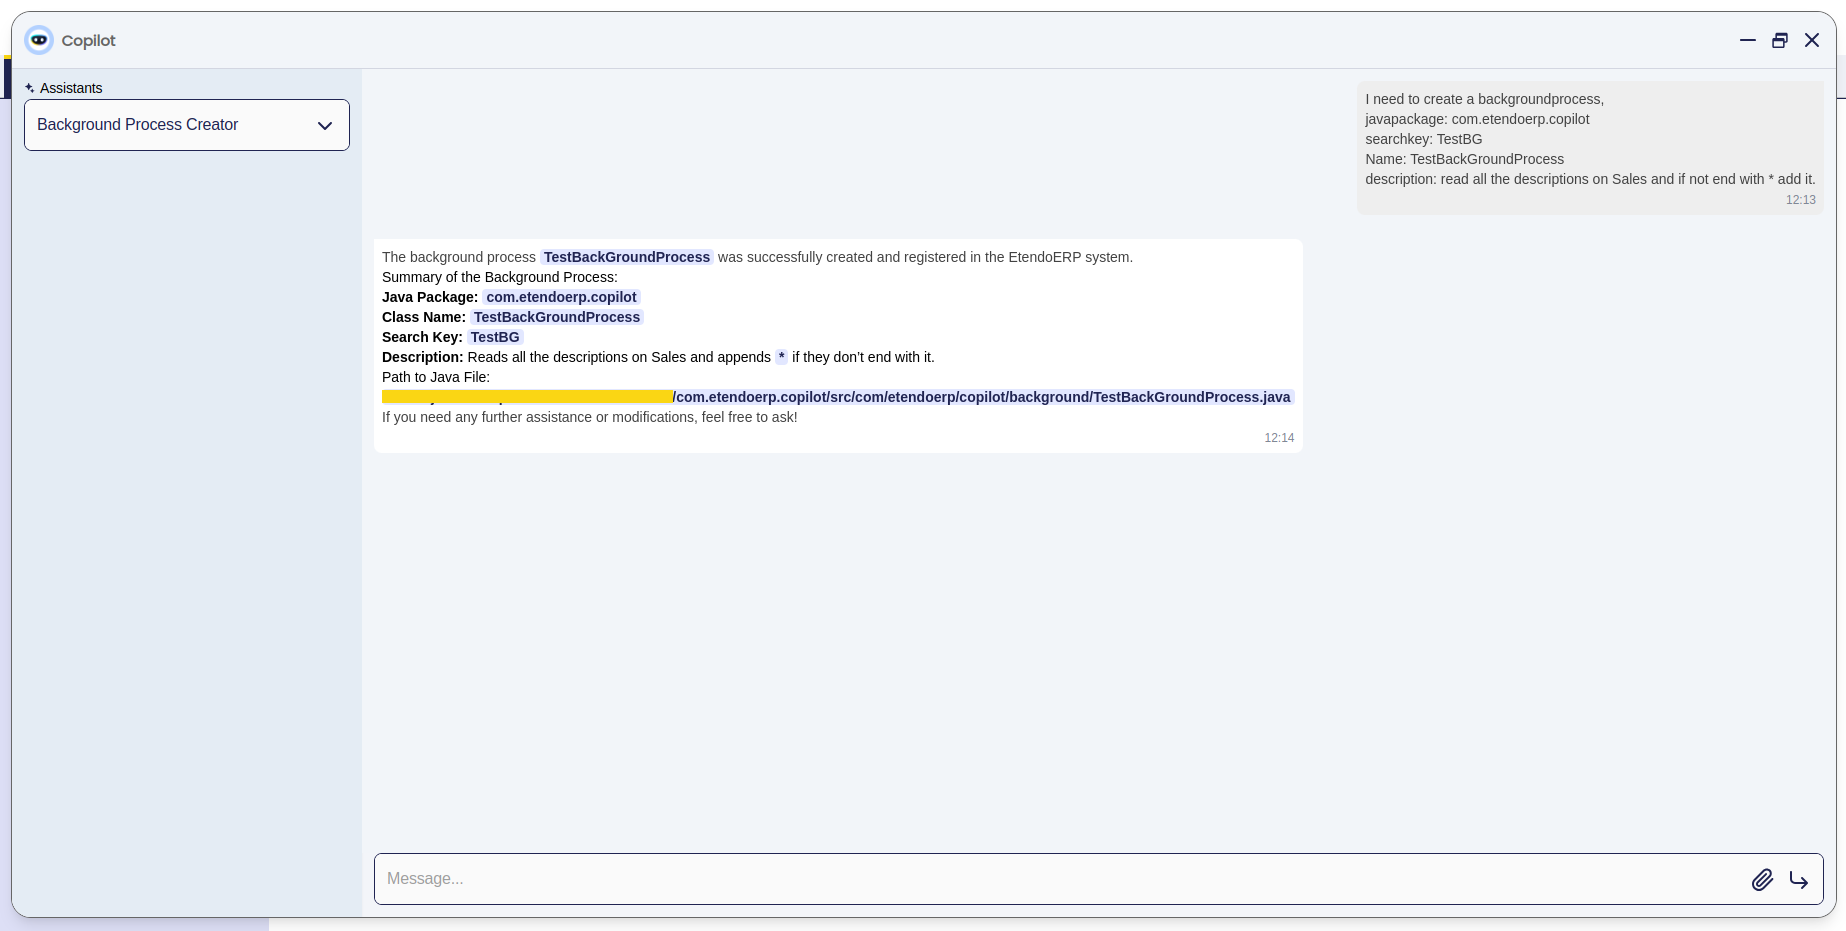 Copilot
Assistants
Background Process Creator
I need to create a backgroundprocess,
javapackage: com.etendoerp.copilot
searchkey: TestBG
Name: TestBackGroundProcess
description: read all the descriptions on Sales and if not end with * add it.
12:13
The background process TestBackGroundProcess was successfully created and registered in the EtendoERP system.
Summary of the Background Process:
Java Package: com.etendoerp.copilot
Class Name: TestBackGroundProcess
Search Key: TestBG
Description: Reads all the descriptions on Sales and appends * if they don’t end with it.
Path to Java File:
/com.etendoerp.copilot/src/com/etendoerp/copilot/background/TestBackGroundProcess.java
If you need any further assistance or modifications, feel free to ask!
12:14
Message...